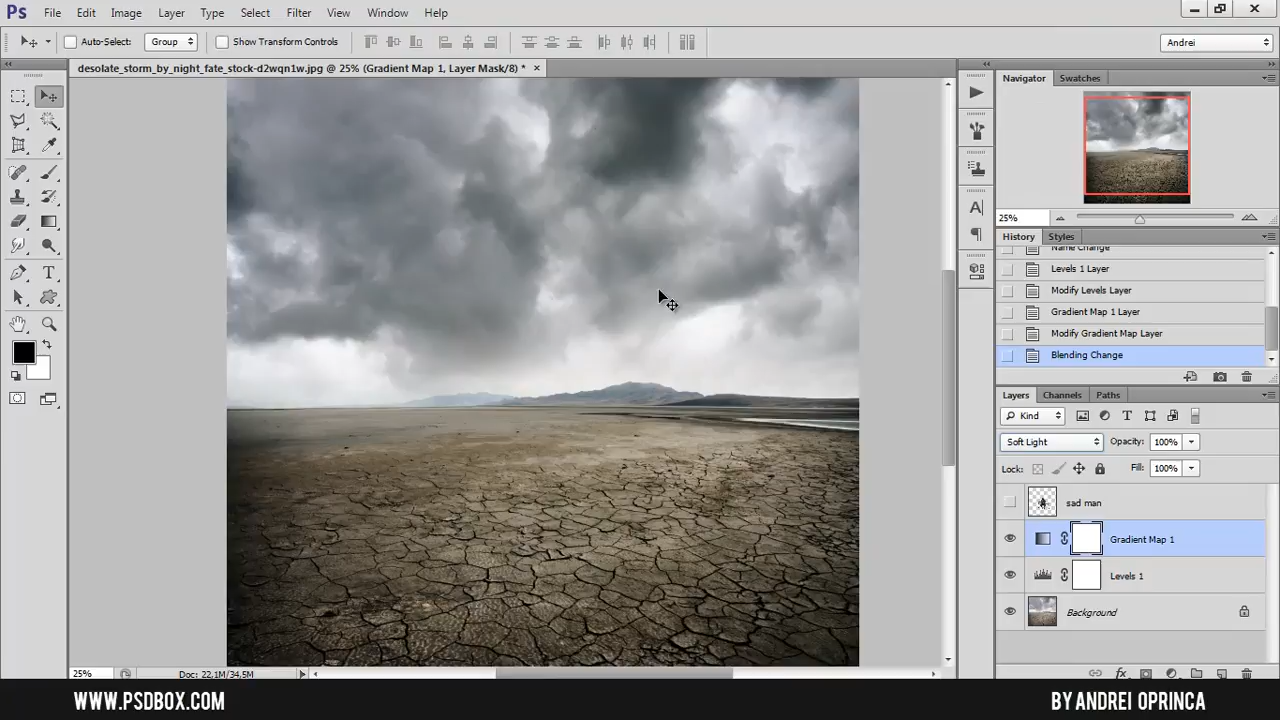 Ps File Edit Image Layer Type Select Filter View Window Help
Auto-Select: Group Show Transform Controls Andrei
desolate_storm_by_night_fate_stock-d2wqn1w.jpg @ 25% (Gradient Map 1, Layer Mask/8) *
Navigator Swatches
25%
History Styles
Name Change
Levels 1 Layer
Modify Levels Layer
Gradient Map 1 Layer
Modify Gradient Map Layer
Blending Change
Layers Channels Paths
Kind
Soft Light Opacity: 100%
Lock: Fill: 100%
sad man
Gradient Map 1
Levels 1
Background
25% Doc: 22,1M/34,5M
WWW.PSDBOX.COM BY ANDREI OPRINCA